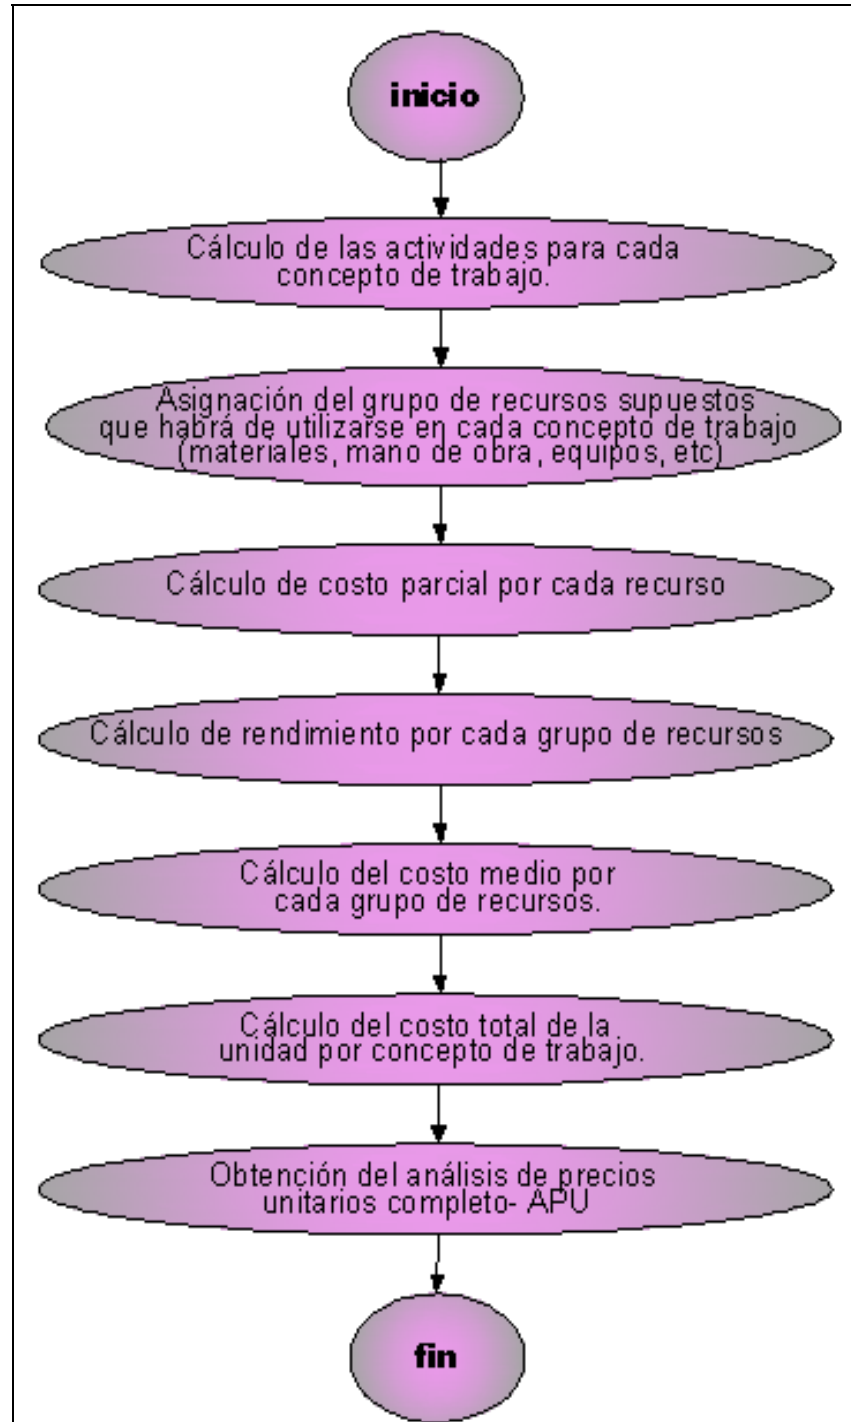 inicio
Cálculo de las actividades para cada
concepto de trabajo.
Asignación del grupo de recursos supuestos
que habrá de utilizarse en cada concepto de trabajo
(materiales, mano de obra, equipos, etc)
Cálculo de costo parcial por cada recurso
Cálculo de rendimiento por cada grupo de recursos
Cálculo del costo medio por
cada grupo de recursos.
Cálculo del costo total de la
unidad por concepto de trabajo.
Obtención del análisis de precios
unitarios completo- APU
fin